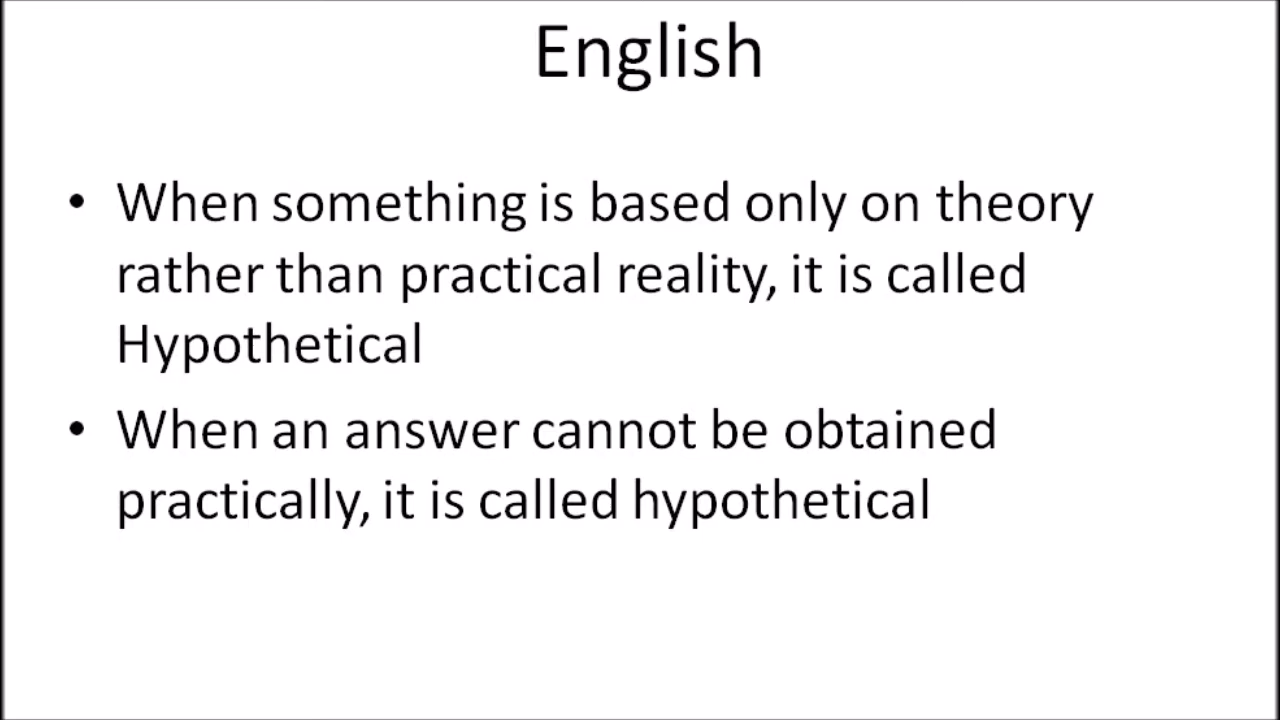 English
• When something is based only on theory
rather than practical reality, it is called
Hypothetical
• When an answer cannot be obtained
practically, it is called hypothetical